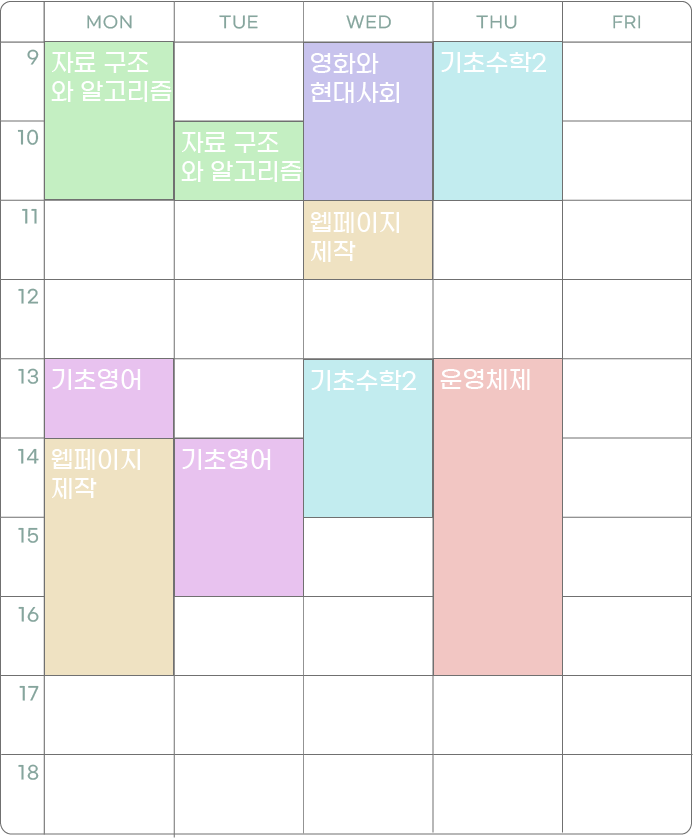 MON TUE WED THU FRI
9 자료 구조 영화와 기초수학2
와 알고리즘 현대사회
10 자료 구조
와 알고리즘
11 웹페이지
제작
12
13 기초영어 기초수학2 운영체제
14 웹페이지 기초영어
제작
15
16
17
18